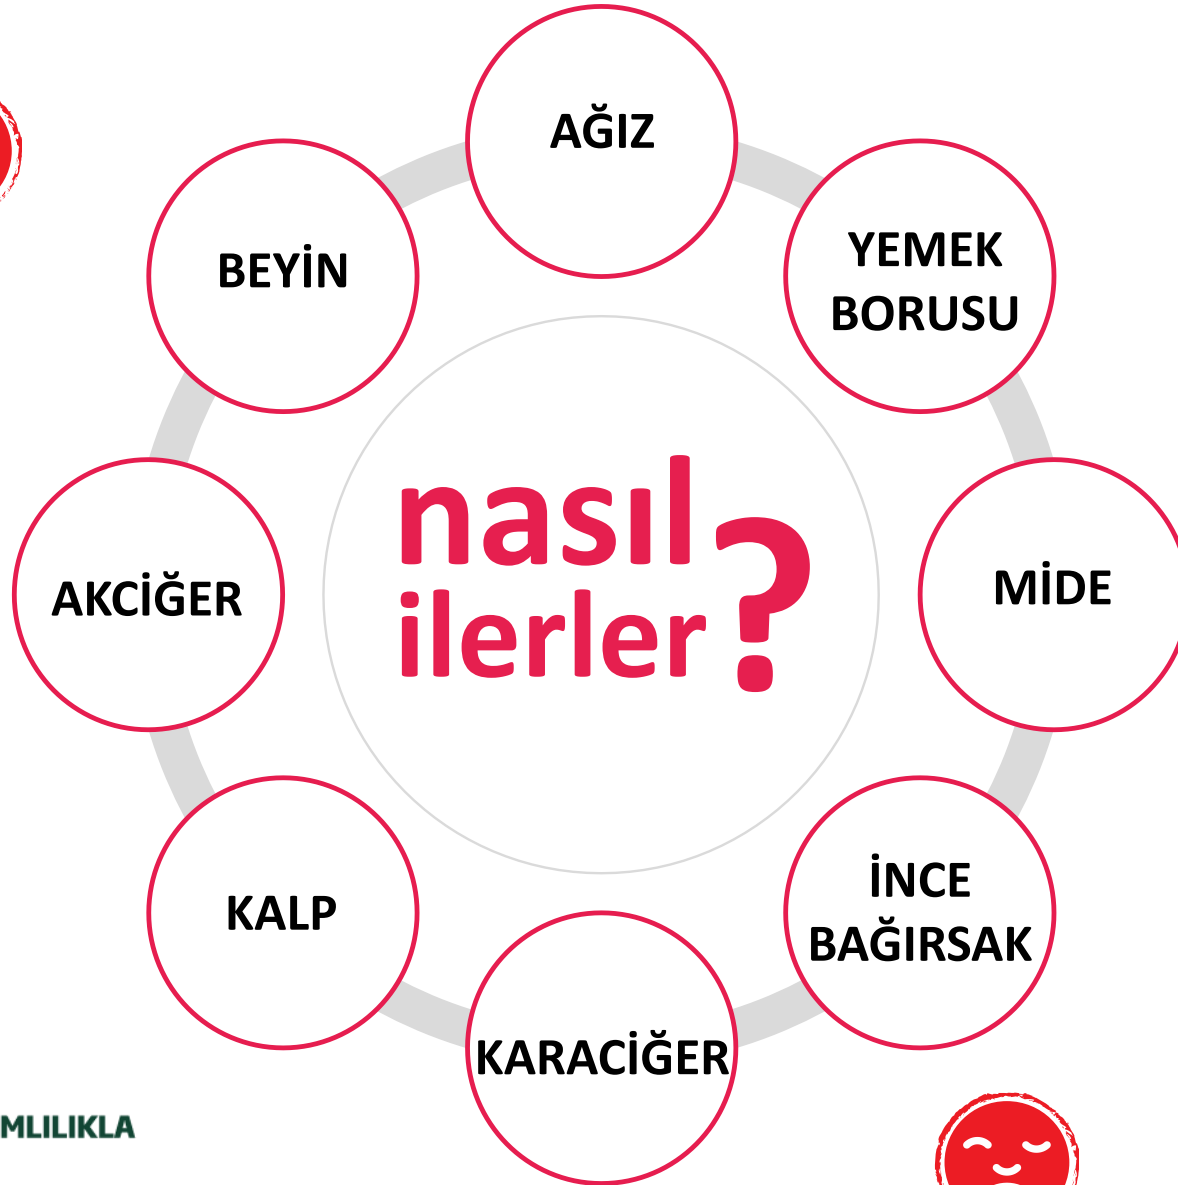 AĞIZ
YEMEK
BORUSU
MİDE
İNCE
BAĞIRSAK
KARACİĞER
KALP
AKCİĞER
BEYİN
nasıl
ilerler?
MLILIKLA